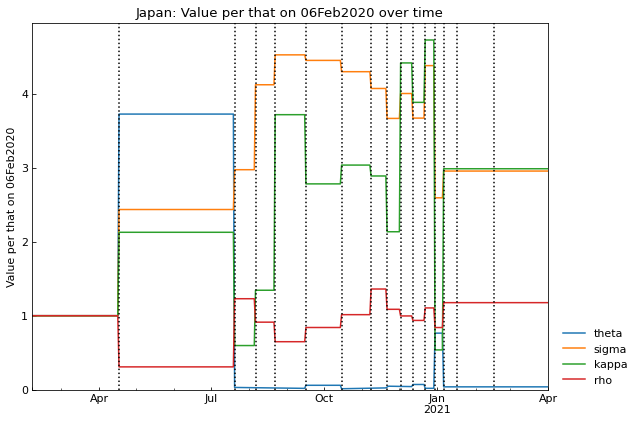 Japan: Value per that on 06Feb2020 over time
Value per that on 06Feb2020
4
3
2
1
0
Apr
Jul
Oct
Jan
2021
Apr
theta
sigma
kappa
rho